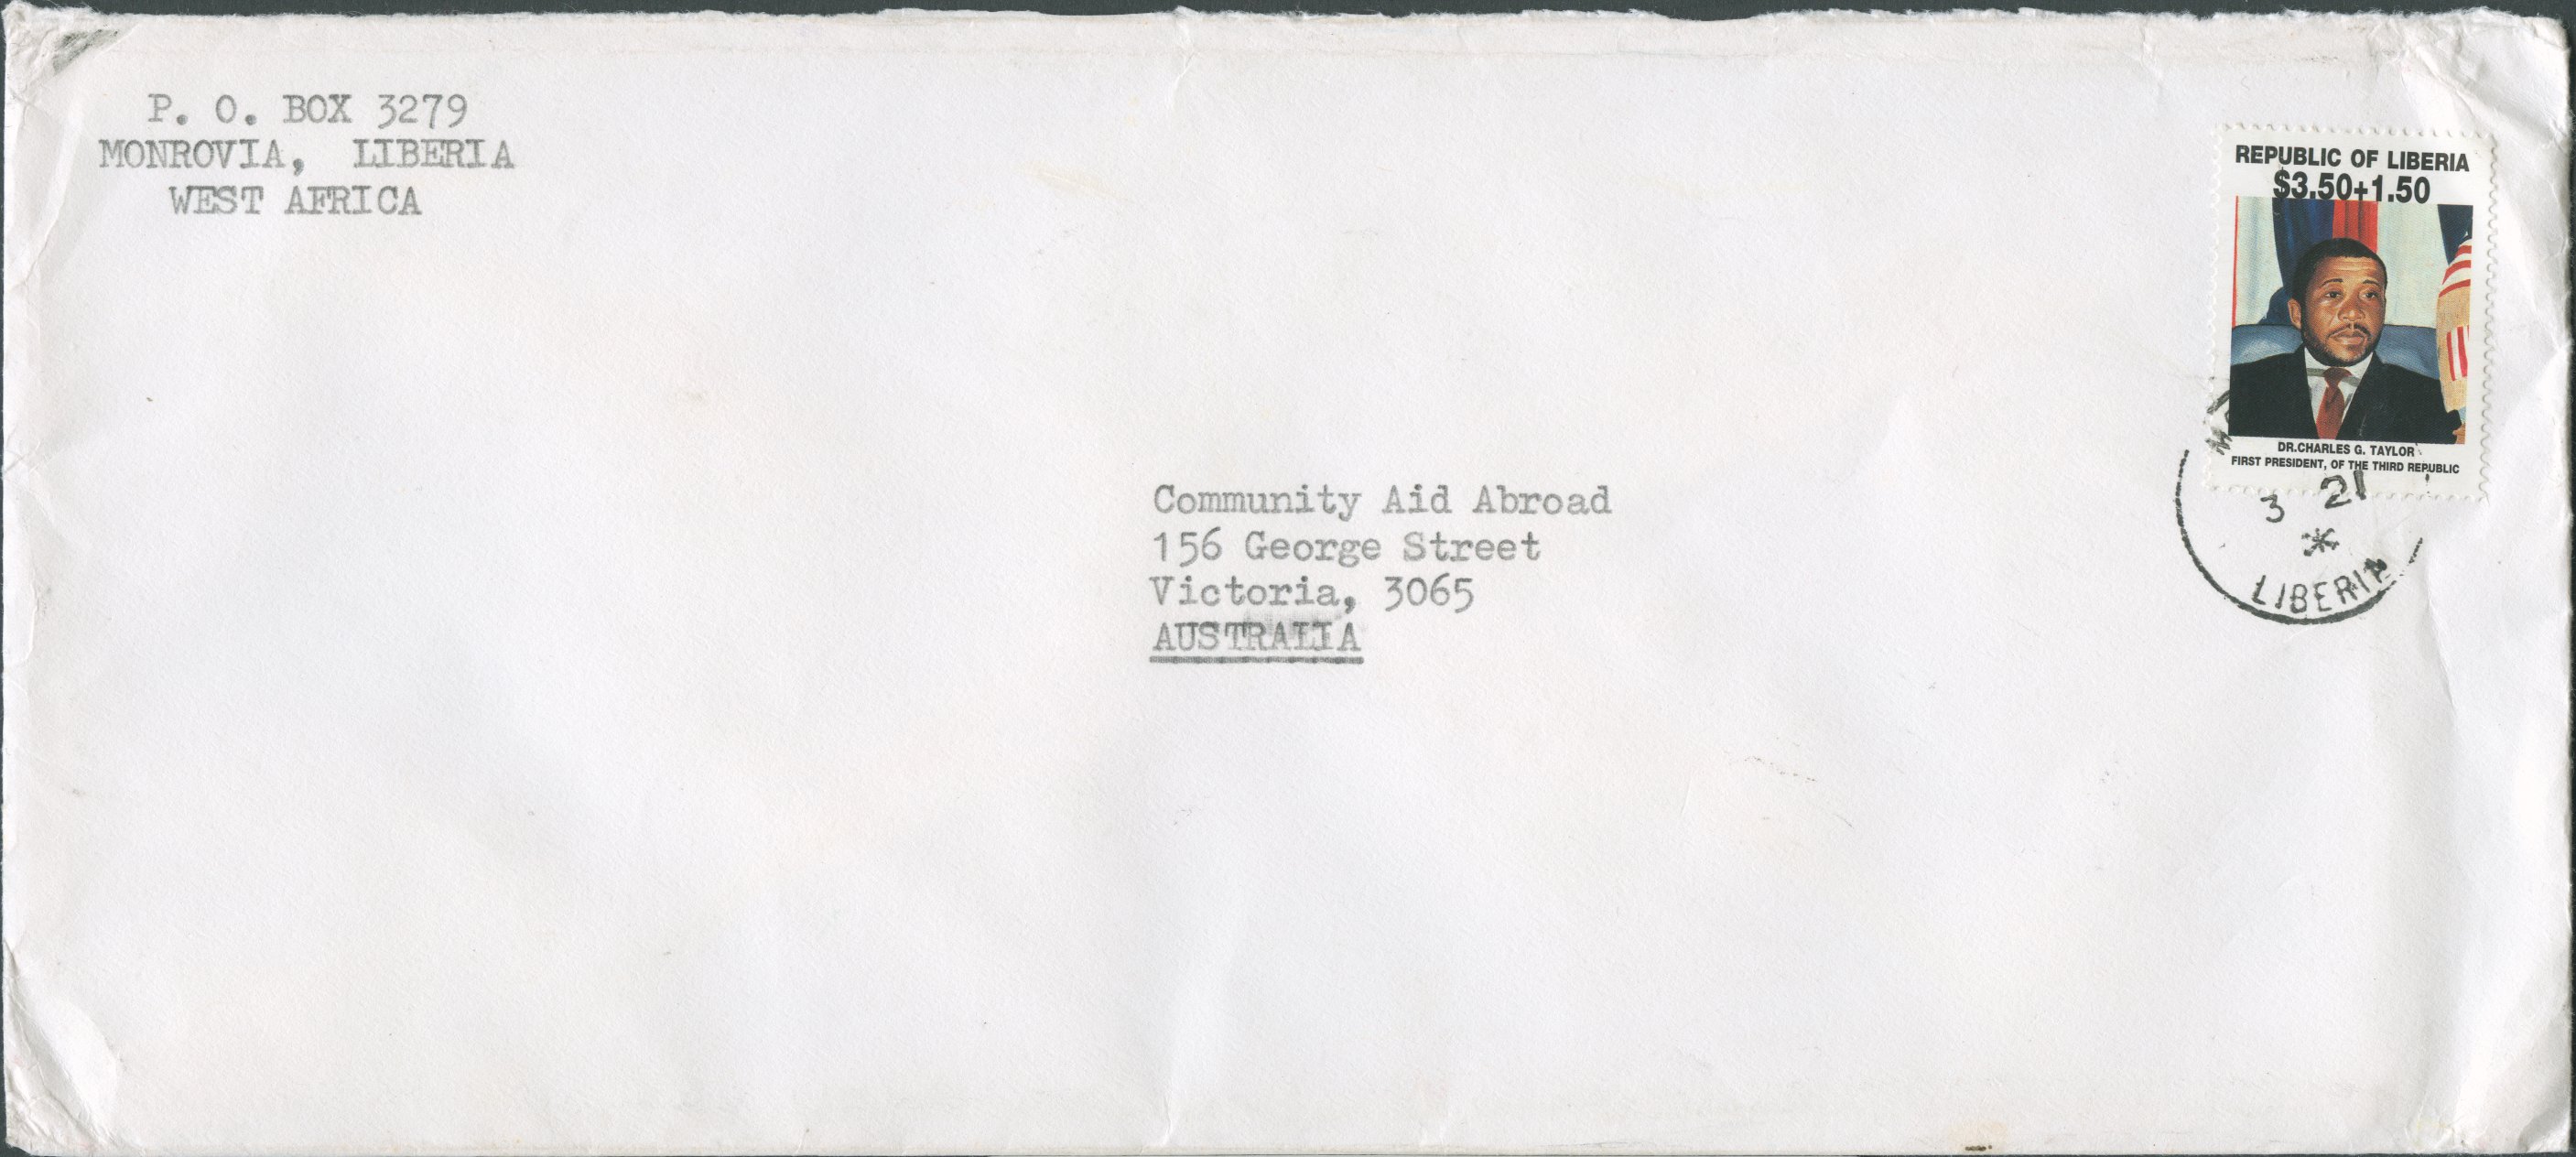 P. O. BOX 3279
MONROVIA, LIBERIA
WEST AFRICA
REPUBLIC OF LIBERIA
$3.50+1.50
DR.CHARLES G. TAYLOR
FIRST PRESIDENT, OF THE THIRD REPUBLIC
3 21
*
LIBERIA
Community Aid Abroad
156 George Street
Victoria, 3065
AUSTRALIA